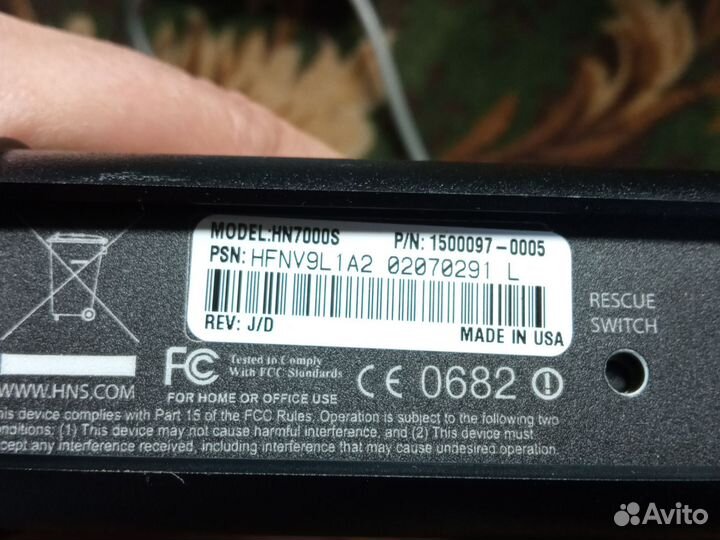 MODEL:HN7000S P/N: 1500097-0005
PSN: HFNV9L1A2 02070291 L
REV: J/D MADE IN USA
RESCUE
SWITCH
WWW.HNS.COM
FC Tested to Comply
With FCC Standards
FOR HOME OR OFFICE USE
CE 0682
his device complies with Part 15 of the FCC Rules. Operation is subject to the following two
onditions: (1) This device may not cause harmful interference, and (2) This device must
cept any interference received, including interference that may cause undesired operation.
Avito